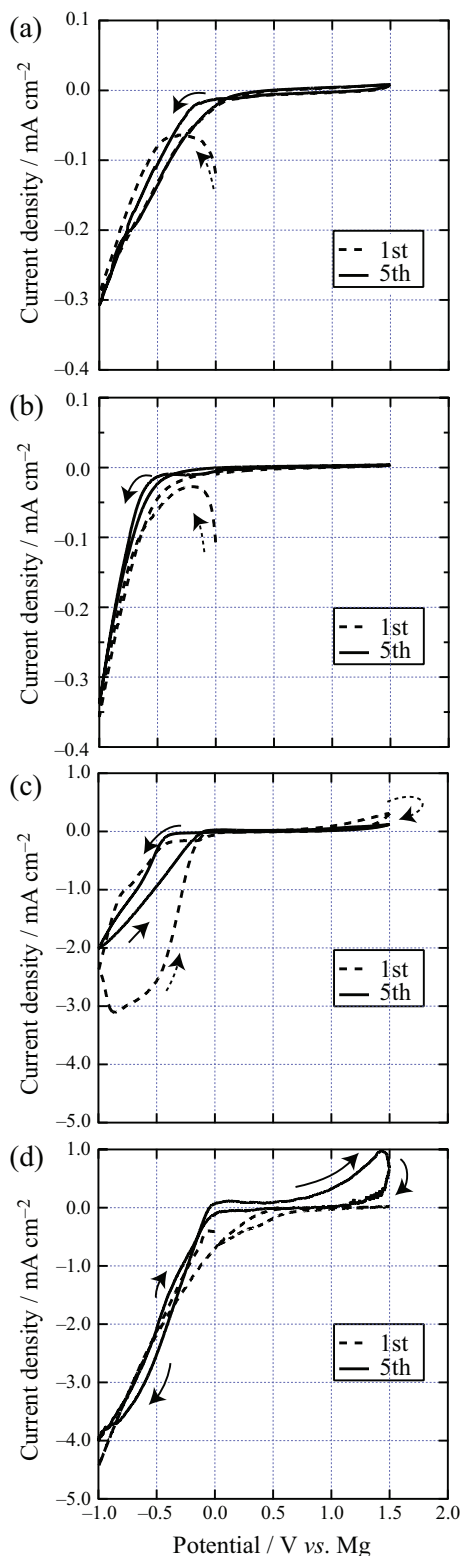 (a)
0.1
0.0
–0.1
–0.2
–0.3
–0.4
Current density / mA cm⁻²
1st
5th
(b)
0.1
0.0
–0.1
–0.2
–0.3
–0.4
Current density / mA cm⁻²
1st
5th
(c)
1.0
0.0
–1.0
–2.0
–3.0
–4.0
–5.0
Current density / mA cm⁻²
1st
5th
(d)
1.0
0.0
–1.0
–2.0
–3.0
–4.0
–5.0
Current density / mA cm⁻²
1st
5th
–1.0 –0.5 0.0 0.5 1.0 1.5 2.0
Potential / V vs. Mg